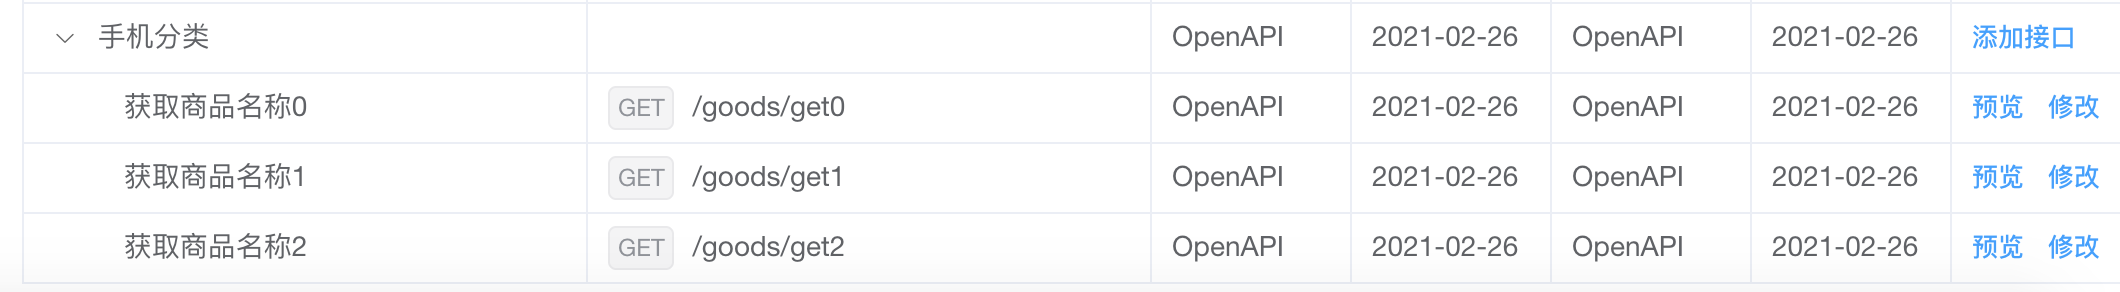 手机分类 OpenAPI 2021-02-26 OpenAPI 2021-02-26 添加接口
获取商品名称0 GET /goods/get0 OpenAPI 2021-02-26 OpenAPI 2021-02-26 预览 修改
获取商品名称1 GET /goods/get1 OpenAPI 2021-02-26 OpenAPI 2021-02-26 预览 修改
获取商品名称2 GET /goods/get2 OpenAPI 2021-02-26 OpenAPI 2021-02-26 预览 修改